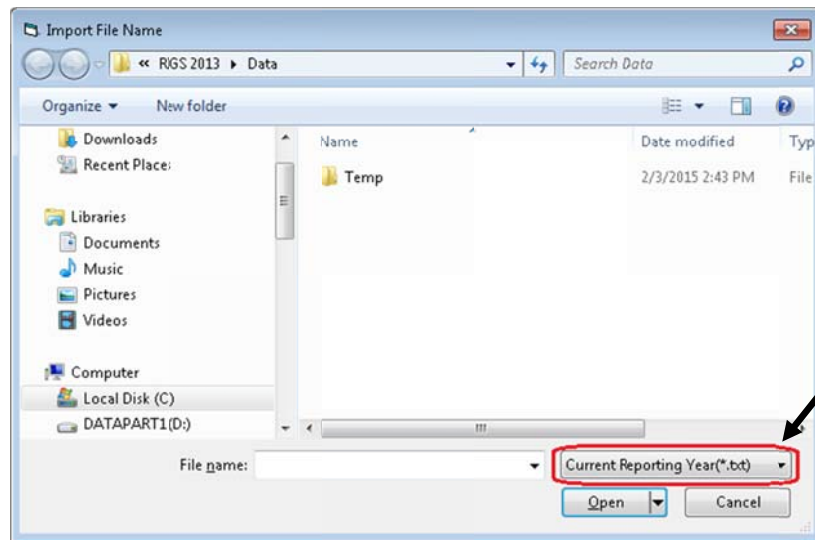 Import File Name
« RIGS 2013 ▸ Data
Search Data
Organize
New folder
Downloads
Recent Places
Libraries
Documents
Music
Pictures
Videos
Computer
Local Disk (C)
DATAPART1(D:)
Name
Date modified
Typ
Temp
2/3/2015 2:43 PM
File
File name:
Current Reporting Year(*.txt)
Open
Cancel